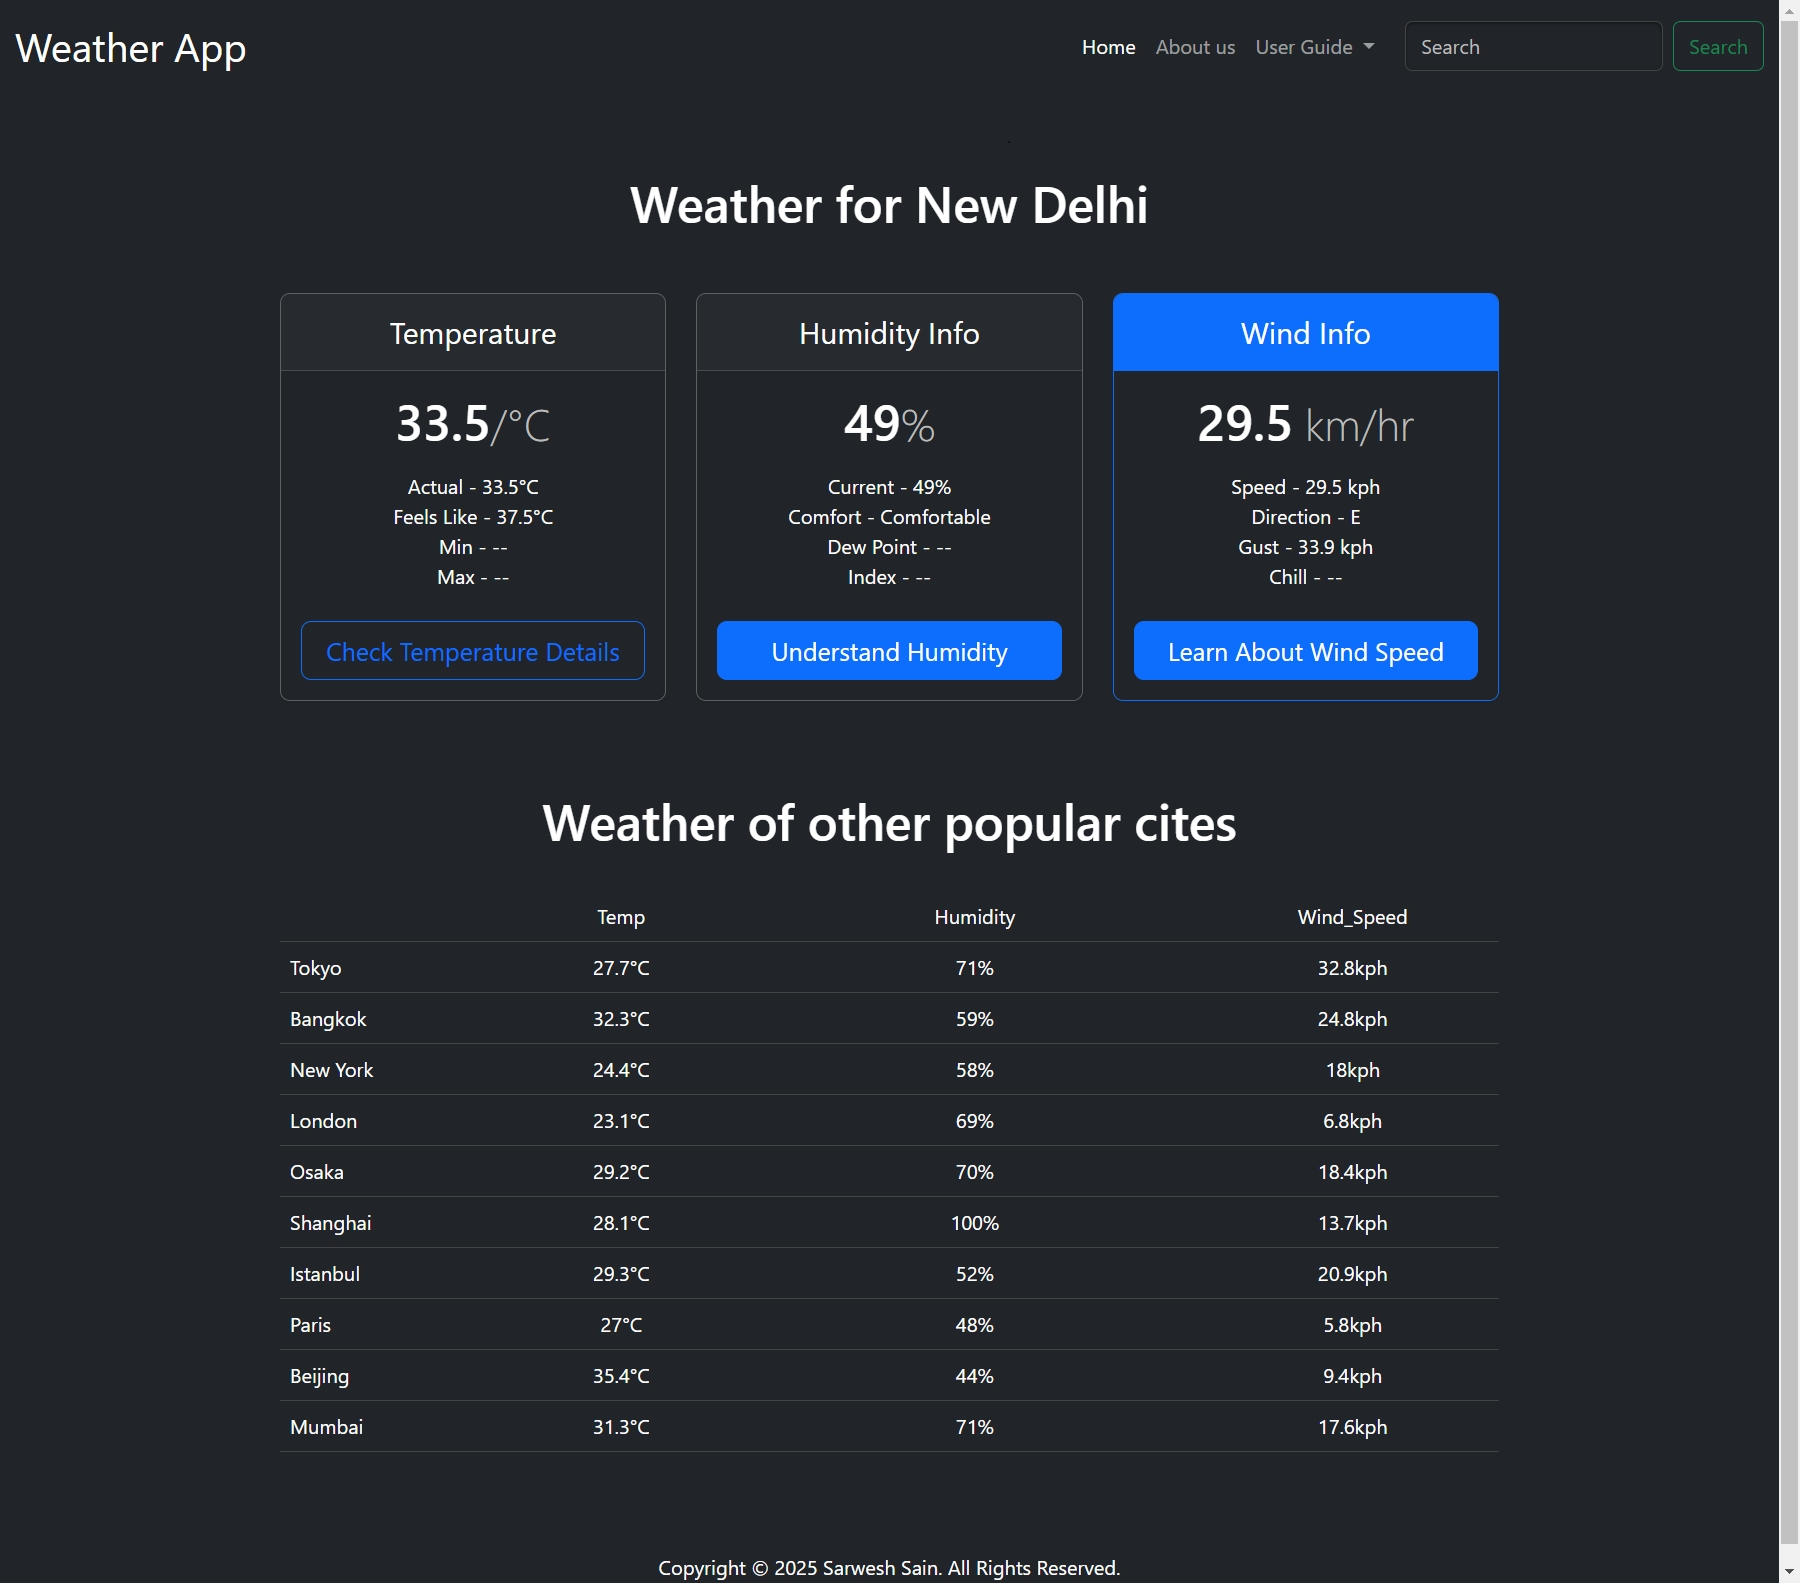 Weather App
Home About us User Guide Search Search
Weather for New Delhi
Temperature
33.5/°C
Actual - 33.5°C
Feels Like - 37.5°C
Min - --
Max - --
Check Temperature Details
Humidity Info
49%
Current - 49%
Comfort - Comfortable
Dew Point - --
Index - --
Understand Humidity
Wind Info
29.5 km/hr
Speed - 29.5 kph
Direction - E
Gust - 33.9 kph
Chill - --
Learn About Wind Speed
Weather of other popular cites
Temp Humidity Wind_Speed
Tokyo 27.7°C 71% 32.8kph
Bangkok 32.3°C 59% 24.8kph
New York 24.4°C 58% 18kph
London 23.1°C 69% 6.8kph
Osaka 29.2°C 70% 18.4kph
Shanghai 28.1°C 100% 13.7kph
Istanbul 29.3°C 52% 20.9kph
Paris 27°C 48% 5.8kph
Beijing 35.4°C 44% 9.4kph
Mumbai 31.3°C 71% 17.6kph
Copyright © 2025 Sarwesh Sain. All Rights Reserved.